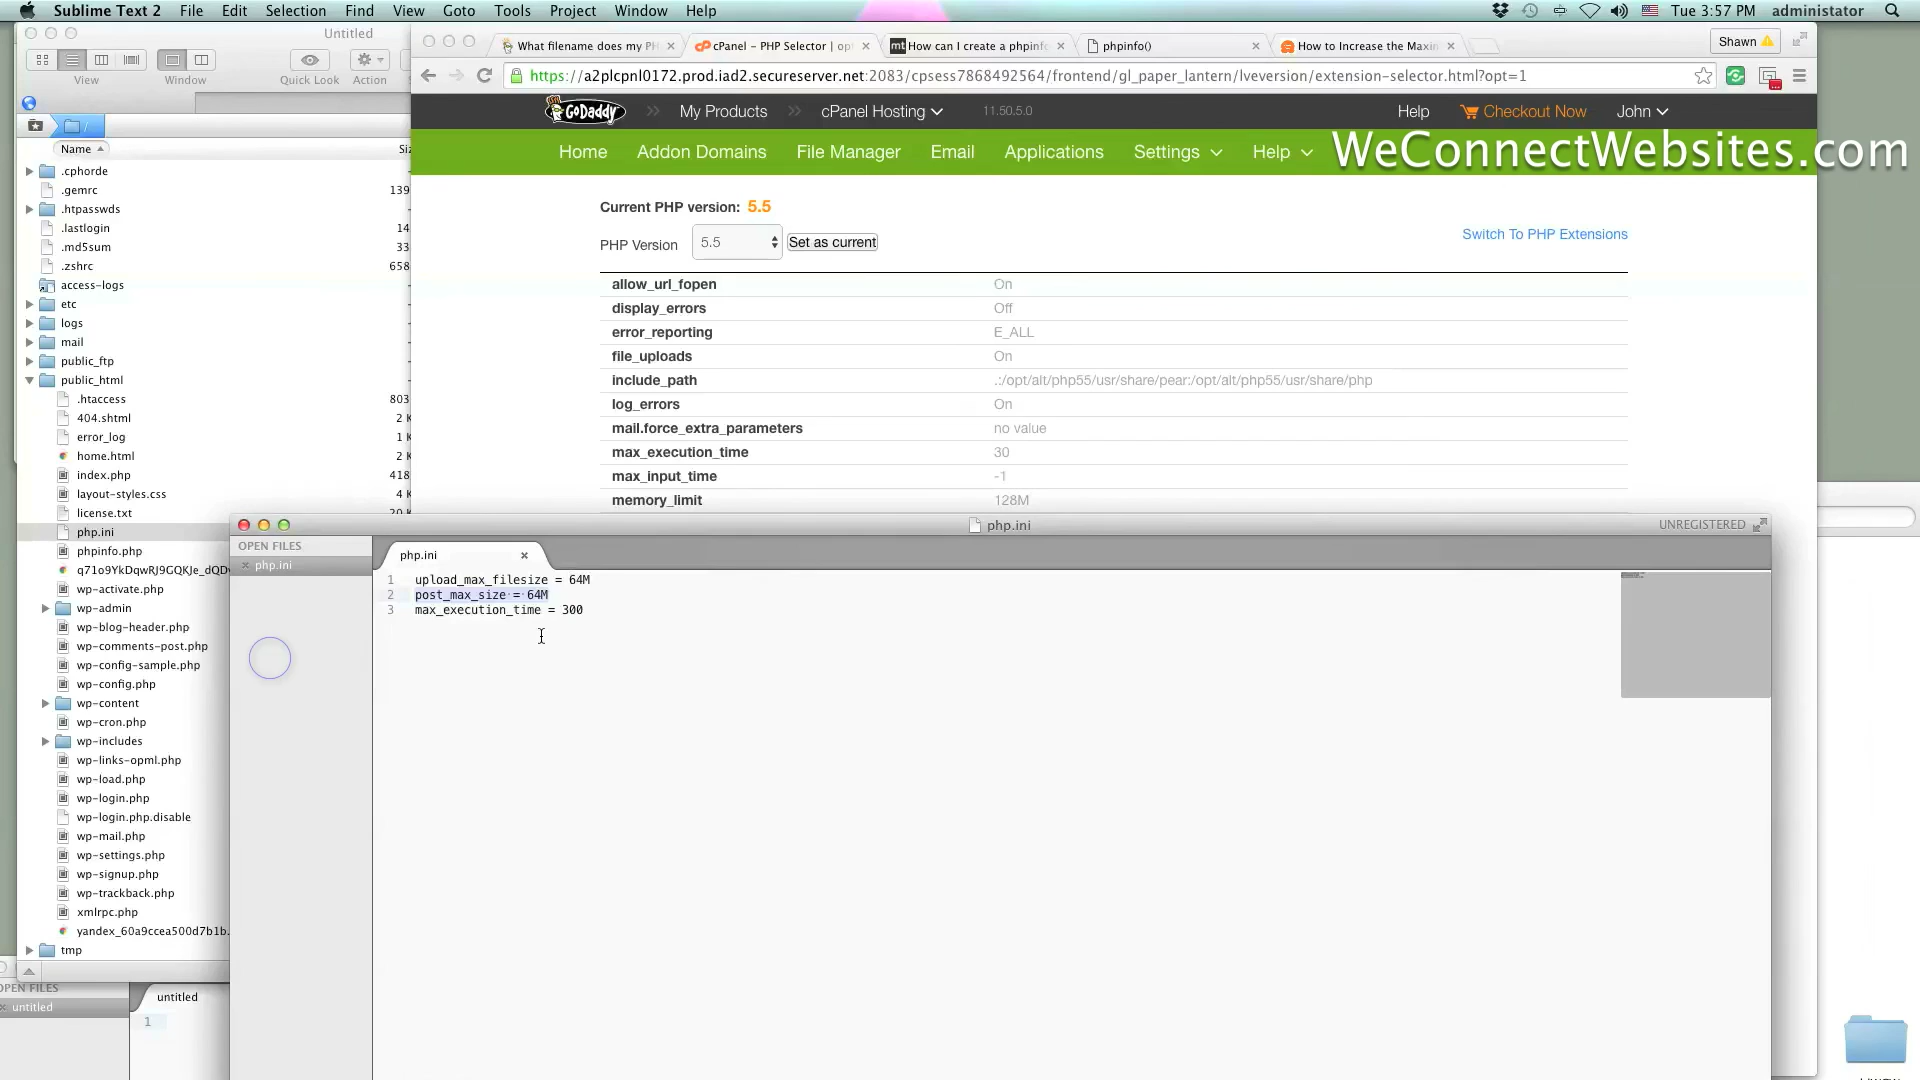 Sublime Text 2 File Edit Selection Find View Goto Tools Project Window Help
Tue 3:57 PM administator
Untitled
View Window Quick Look Action
Name Siz
.cphorde -
.gemrc 139
.htpasswds -
.lastlogin 14
.md5sum 33
.zshrc 658
access-logs
etc -
logs -
mail -
public_ftp -
public_html -
.htaccess 803
404.shtml 2 K
error_log 1 K
home.html 2 K
index.php 418
layout-styles.css 4 K
license.txt 20 K
php.ini
phpinfo.php
q71o9YkDqwRJ9GQKJe_dQD
wp-activate.php
wp-admin
wp-blog-header.php
wp-comments-post.php
wp-config-sample.php
wp-config.php
wp-content
wp-cron.php
wp-includes
wp-links-opml.php
wp-load.php
wp-login.php
wp-login.php.disable
wp-mail.php
wp-settings.php
wp-signup.php
wp-trackback.php
xmlrpc.php
yandex_60a9ccea500d7b1b.
tmp
What filename does my PH
cPanel – PHP Selector | op
mt How can I create a phpinfo
phpinfo()
How to Increase the Maxin
Shawn
https://a2plcpnl0172.prod.iad2.secureserver.net:2083/cpsess7868492564/frontend/gl_paper_lantern/lveversion/extension-selector.html?opt=1
GoDaddy My Products cPanel Hosting 11.50.5.0 Help Checkout Now John
Home Addon Domains File Manager Email Applications Settings Help
WeConnectWebsites.com
Current PHP version: 5.5
PHP Version 5.5 Set as current
Switch To PHP Extensions
allow_url_fopen On
display_errors Off
error_reporting E_ALL
file_uploads On
include_path .:/opt/alt/php55/usr/share/pear:/opt/alt/php55/usr/share/php
log_errors On
mail.force_extra_parameters no value
max_execution_time 30
max_input_time -1
memory_limit 128M
php.ini UNREGISTERED
OPEN FILES
php.ini
php.ini
1 upload_max_filesize = 64M
2 post_max_size = 64M
3 max_execution_time = 300
OPEN FILES
untitled
untitled
1